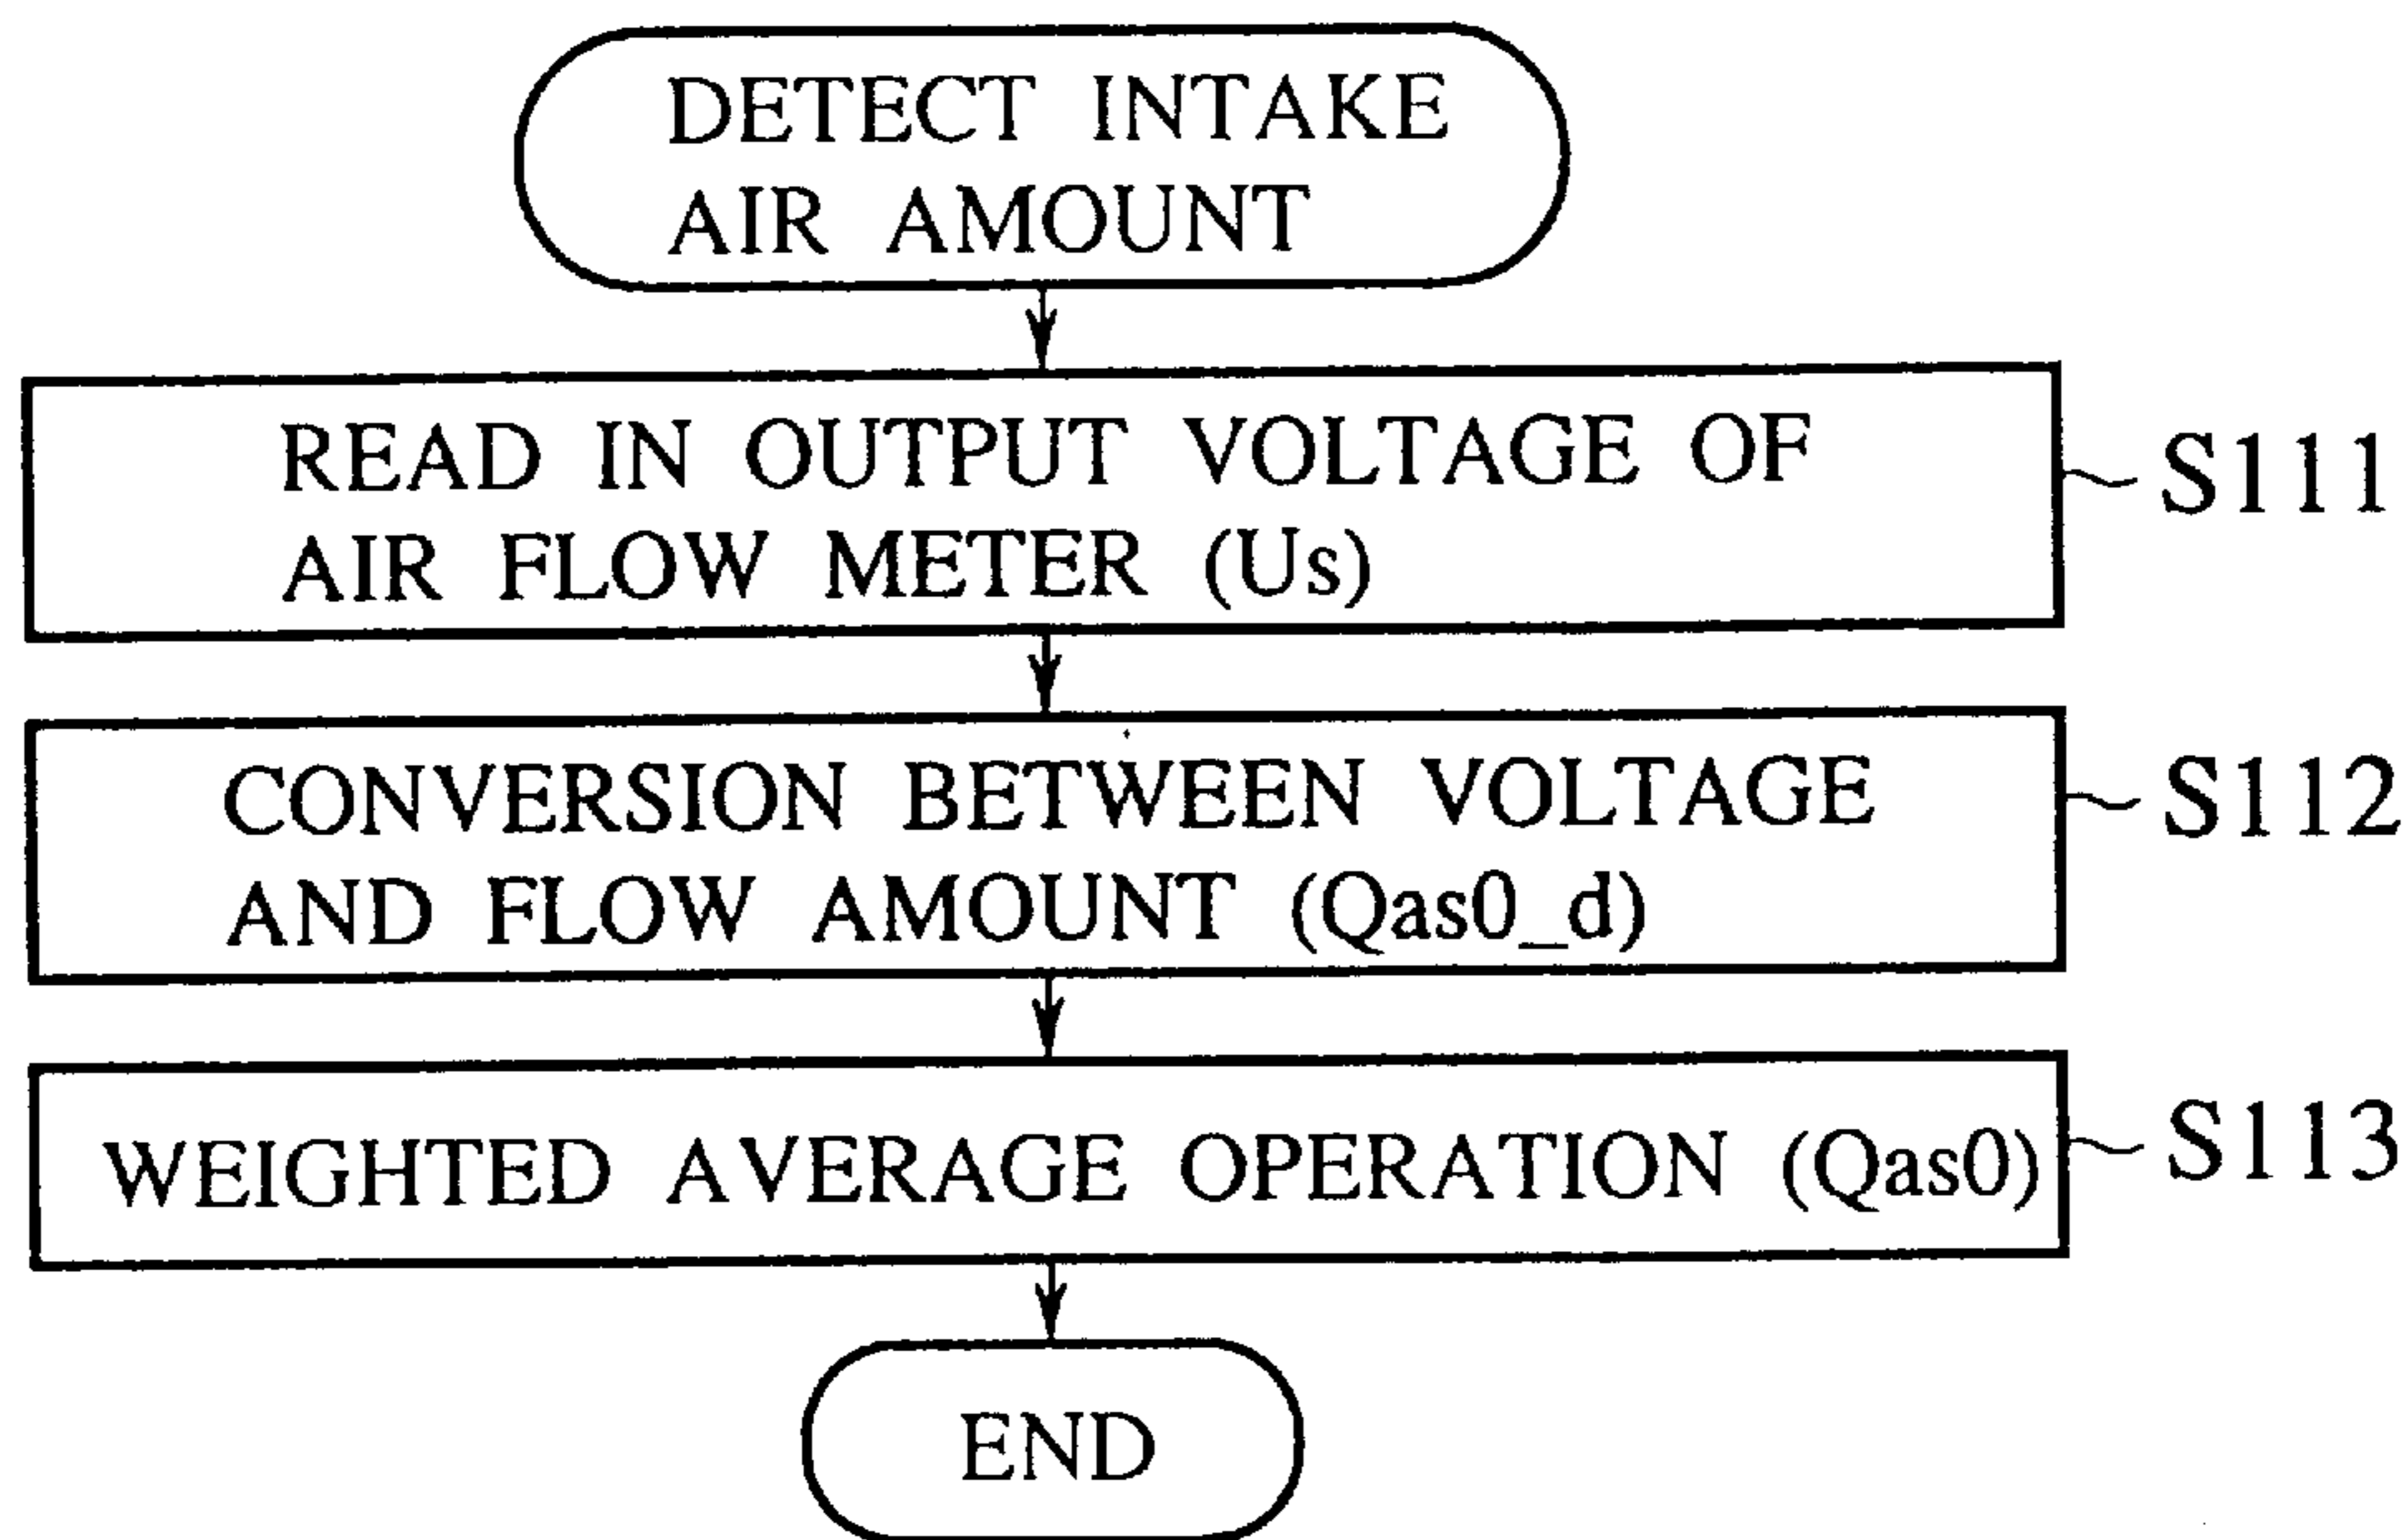 DETECT INTAKE
AIR AMOUNT
READ IN OUTPUT VOLTAGE OF
AIR FLOW METER (Us)
S111
CONVERSION BETWEEN VOLTAGE
AND FLOW AMOUNT (Qas0_d)
S112
WEIGHTED AVERAGE OPERATION (Qas0)
S113
END